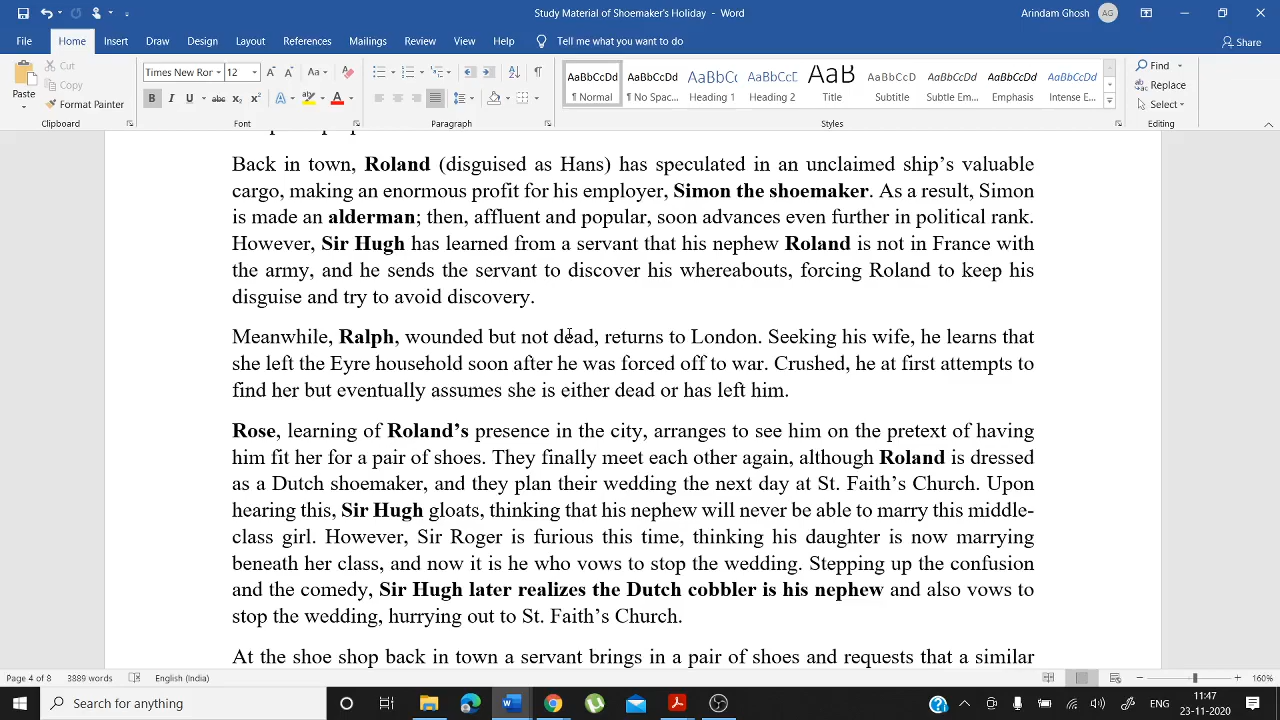 Study Material of Shoemaker's Holiday - Word
Arindam Ghosh AG
File Home Insert Draw Design Layout References Mailings Review View Help Tell me what you want to do Share
Paste Cut Copy Format Painter
Times New Ror 12
B I U abc x₂ x² A A Aa A
AaBbCcDd AaBbCcDd AaBbCc AaBbCcE AaB AaBbCcD AaBbCcDd AaBbCcDd AaBbCcDd
¶ Normal ¶ No Spac... Heading 1 Heading 2 Title Subtitle Subtle Em... Emphasis Intense E...
Find Replace Select
Clipboard Font Paragraph Styles Editing
Back in town, Roland (disguised as Hans) has speculated in an unclaimed ship's valuable
cargo, making an enormous profit for his employer, Simon the shoemaker. As a result, Simon
is made an alderman; then, affluent and popular, soon advances even further in political rank.
However, Sir Hugh has learned from a servant that his nephew Roland is not in France with
the army, and he sends the servant to discover his whereabouts, forcing Roland to keep his
disguise and try to avoid discovery.
Meanwhile, Ralph, wounded but not dead, returns to London. Seeking his wife, he learns that
she left the Eyre household soon after he was forced off to war. Crushed, he at first attempts to
find her but eventually assumes she is either dead or has left him.
Rose, learning of Roland's presence in the city, arranges to see him on the pretext of having
him fit her for a pair of shoes. They finally meet each other again, although Roland is dressed
as a Dutch shoemaker, and they plan their wedding the next day at St. Faith's Church. Upon
hearing this, Sir Hugh gloats, thinking that his nephew will never be able to marry this middle-
class girl. However, Sir Roger is furious this time, thinking his daughter is now marrying
beneath her class, and now it is he who vows to stop the wedding. Stepping up the confusion
and the comedy, Sir Hugh later realizes the Dutch cobbler is his nephew and also vows to
stop the wedding, hurrying out to St. Faith's Church.
At the shoe shop back in town a servant brings in a pair of shoes and requests that a similar
Page 4 of 8 3889 words English (India) 160%
Search for anything
11:47
23-11-2020